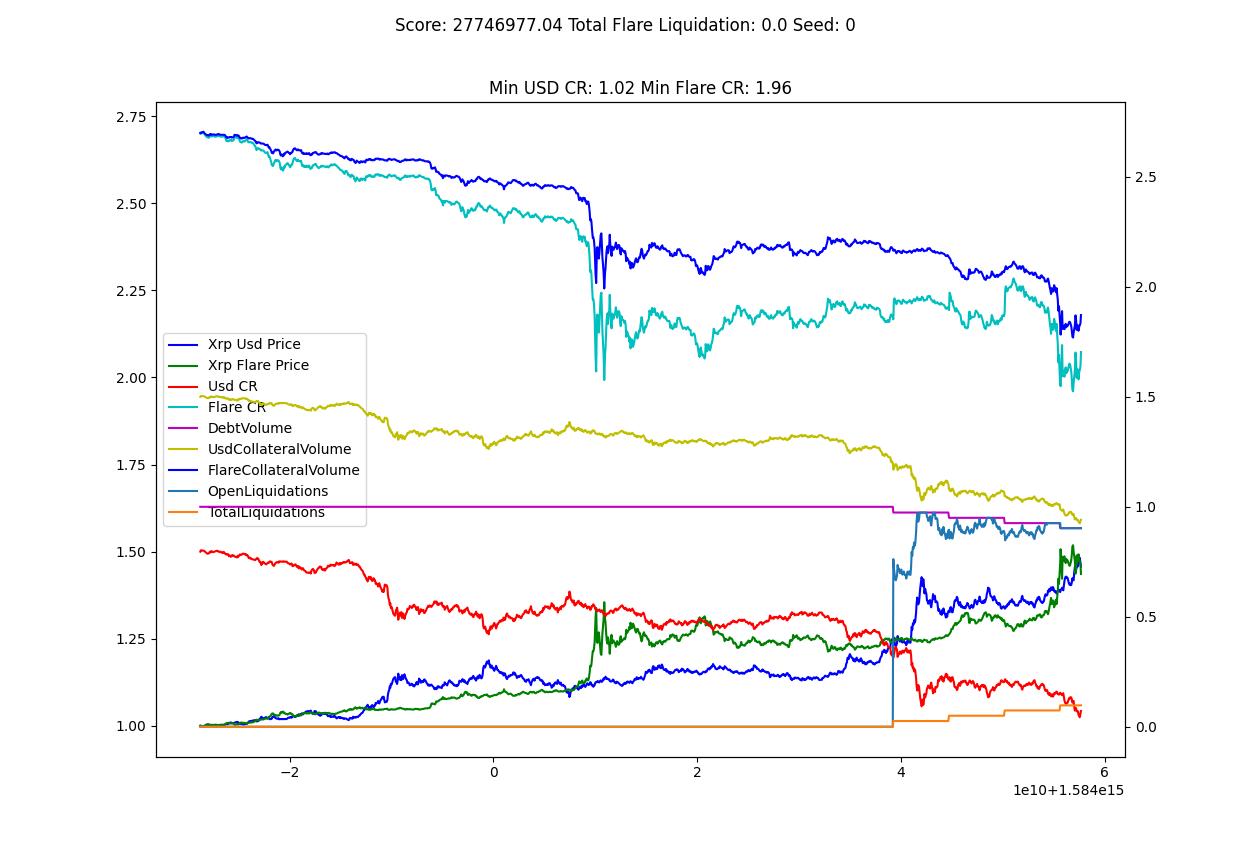 Score: 27746977.04 Total Flare Liquidation: 0.0 Seed: 0
Min USD CR: 1.02 Min Flare CR: 1.96
2.75
2.50
2.25
2.00
1.75
1.50
1.25
1.00
2.5
2.0
1.5
1.0
0.5
0.0
Xrp Usd Price
Xrp Flare Price
Usd CR
Flare CR
DebtVolume
UsdCollateralVolume
FlareCollateralVolume
OpenLiquidations
TotalLiquidations
−2
0
2
4
6
1e10+1.584e15